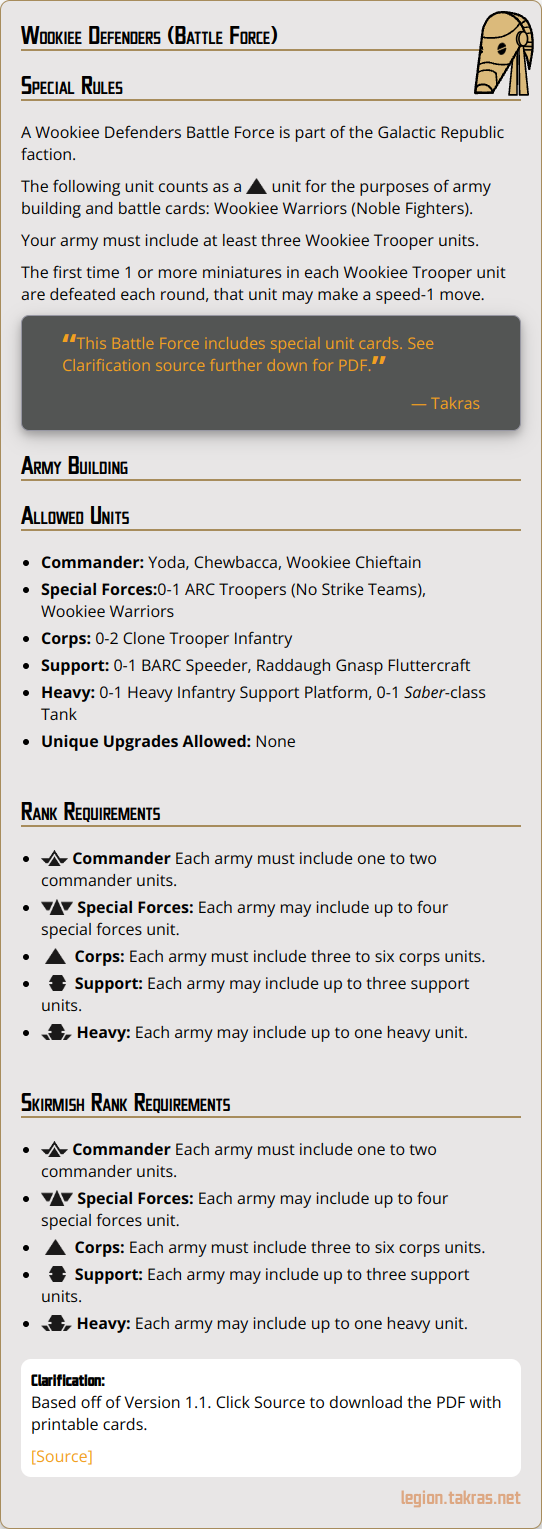 Wookiee Defenders (Battle Force)
Special Rules
A Wookiee Defenders Battle Force is part of the Galactic Republic
faction.
The following unit counts as a unit for the purposes of army
building and battle cards: Wookiee Warriors (Noble Fighters).
Your army must include at least three Wookiee Trooper units.
The first time 1 or more miniatures in each Wookiee Trooper unit
are defeated each round, that unit may make a speed-1 move.
“This Battle Force includes special unit cards. See
Clarification source further down for PDF.”
— Takras
Army Building
Allowed Units
• Commander: Yoda, Chewbacca, Wookiee Chieftain
• Special Forces:0-1 ARC Troopers (No Strike Teams),
Wookiee Warriors
• Corps: 0-2 Clone Trooper Infantry
• Support: 0-1 BARC Speeder, Raddaugh Gnasp Fluttercraft
• Heavy: 0-1 Heavy Infantry Support Platform, 0-1 Saber-class
Tank
• Unique Upgrades Allowed: None
Rank Requirements
• Commander Each army must include one to two
commander units.
• Special Forces: Each army may include up to four
special forces unit.
• Corps: Each army must include three to six corps units.
• Support: Each army may include up to three support
units.
• Heavy: Each army may include up to one heavy unit.
Skirmish Rank Requirements
• Commander Each army must include one to two
commander units.
• Special Forces: Each army may include up to four
special forces unit.
• Corps: Each army must include three to six corps units.
• Support: Each army may include up to three support
units.
• Heavy: Each army may include up to one heavy unit.
Clarification:
Based off of Version 1.1. Click Source to download the PDF with
printable cards.
[Source]
legion.takras.net